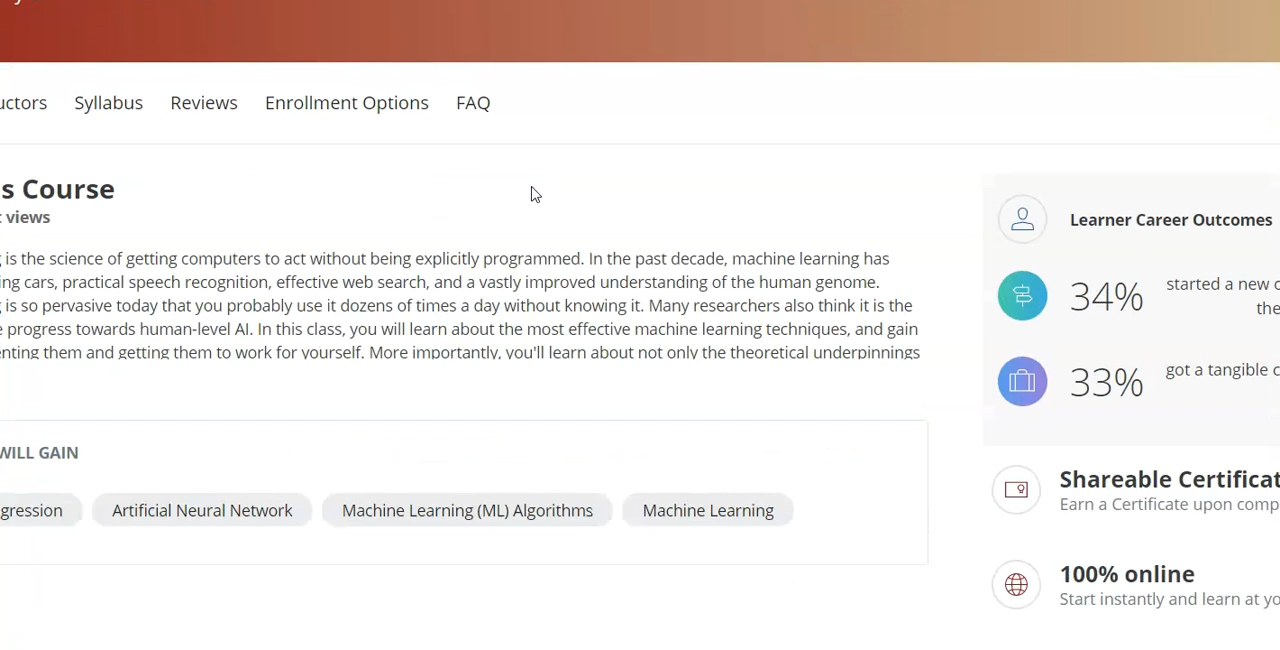 uctors Syllabus Reviews Enrollment Options FAQ
s Course
views
is the science of getting computers to act without being explicitly programmed. In the past decade, machine learning has
ing cars, practical speech recognition, effective web search, and a vastly improved understanding of the human genome.
is so pervasive today that you probably use it dozens of times a day without knowing it. Many researchers also think it is the
progress towards human-level AI. In this class, you will learn about the most effective machine learning techniques, and gain
enting them and getting them to work for yourself. More importantly, you'll learn about not only the theoretical underpinnings
WILL GAIN
gression Artificial Neural Network Machine Learning (ML) Algorithms Machine Learning
Learner Career Outcomes
34% started a new c
the
33% got a tangible c
Shareable Certificat
Earn a Certificate upon comp
100% online
Start instantly and learn at yo